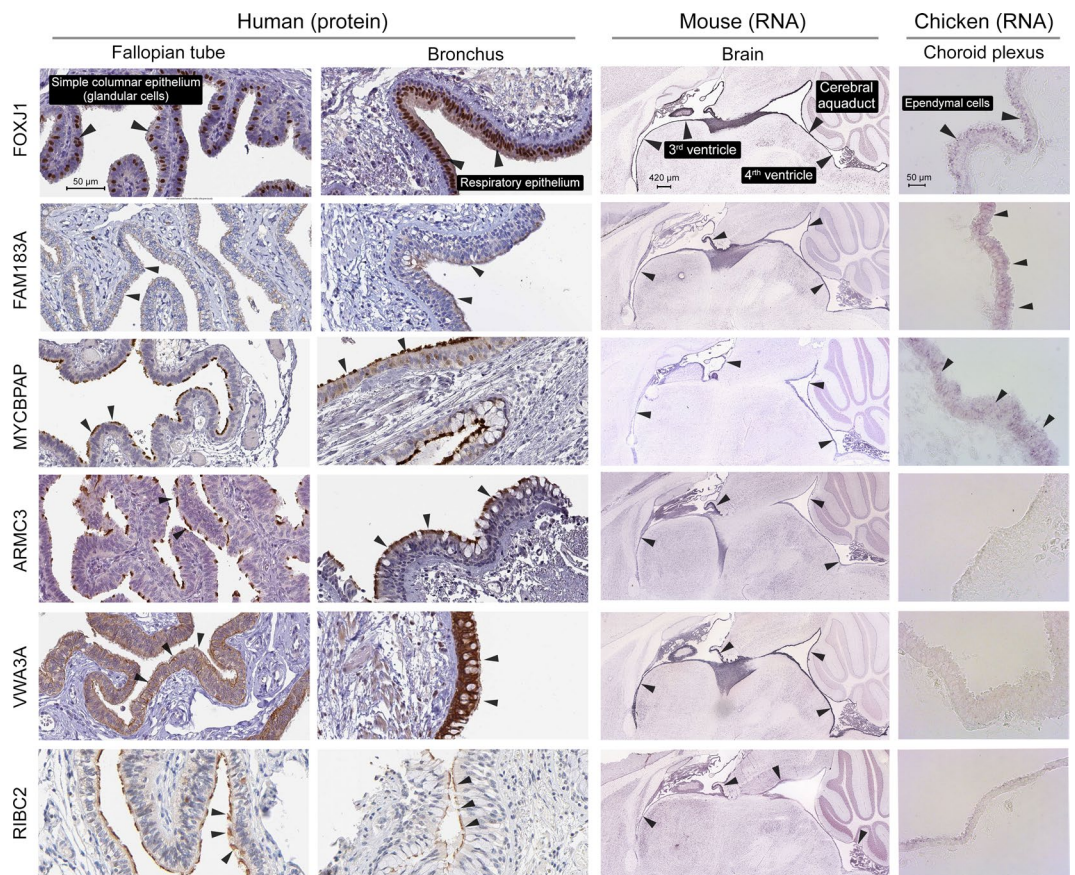 Human (protein)
Mouse (RNA)
Chicken (RNA)
Fallopian tube
Bronchus
Brain
Choroid plexus
FOXJ1
Simple columnar epithelium
(glandular cells)
50 µm
Respiratory epithelium
3rd ventricle
Cerebral
aquaduct
4rth ventricle
420 µm
Ependymal cells
50 µm
FAM183A
MYCBPAP
ARMC3
VWA3A
RIBC2